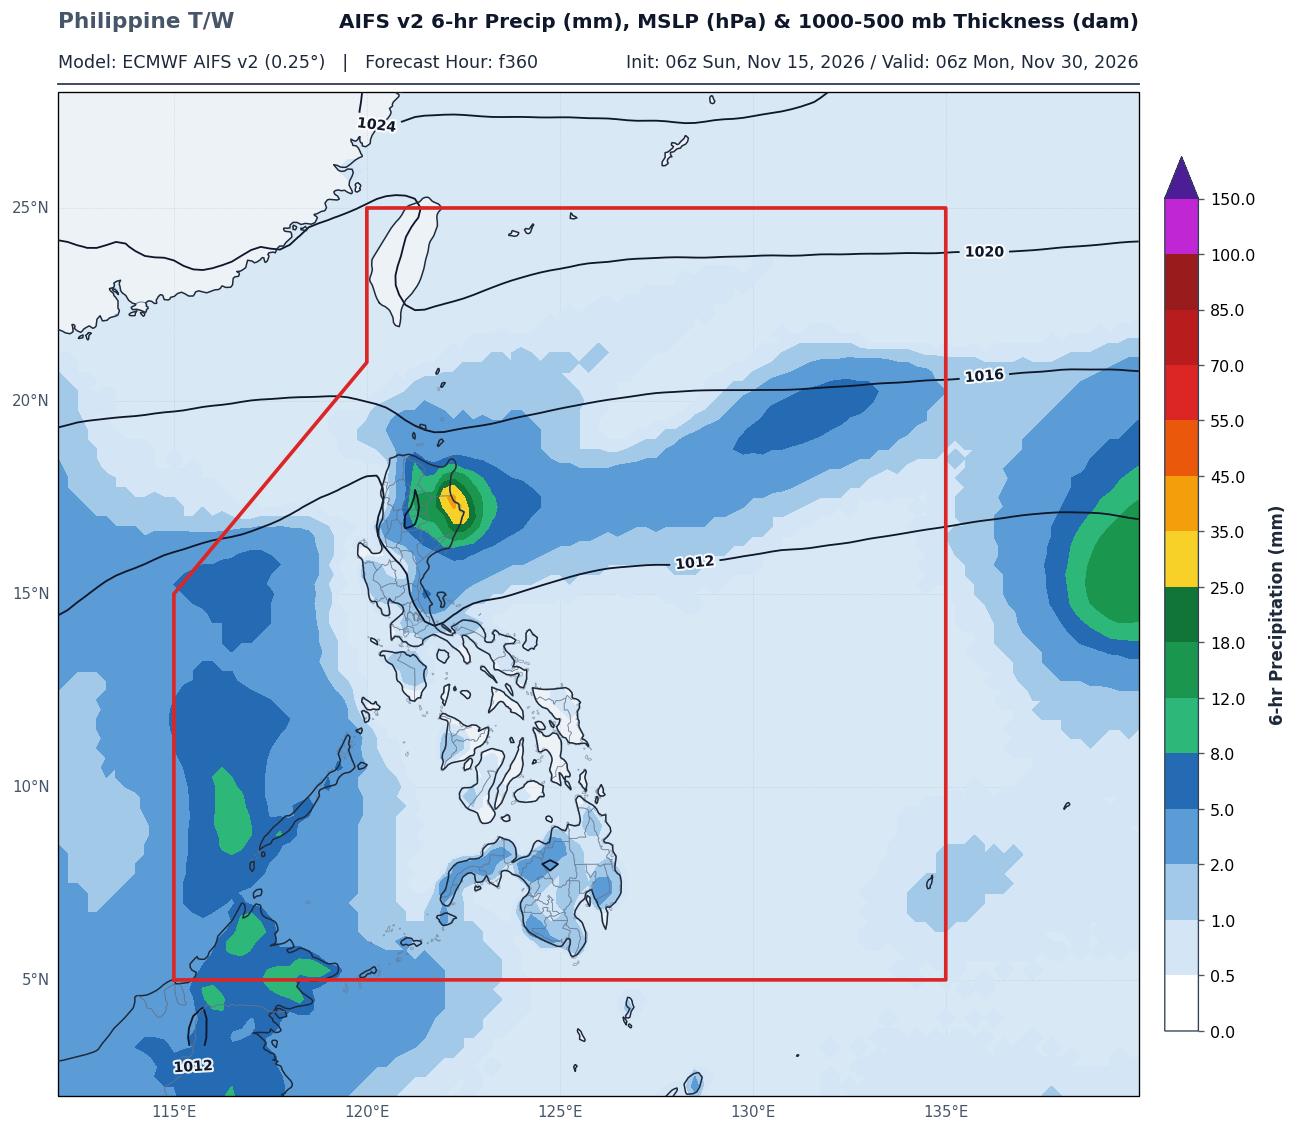 Philippine T/W
AIFS v2 6-hr Precip (mm), MSLP (hPa) & 1000-500 mb Thickness (dam)
Model: ECMWF AIFS v2 (0.25°) | Forecast Hour: f360
Init: 06z Sun, Nov 15, 2026 / Valid: 06z Mon, Nov 30, 2026
1024
1020
1016
1012
1012
25°N
20°N
15°N
10°N
5°N
115°E
120°E
125°E
130°E
135°E
150.0
100.0
85.0
70.0
55.0
45.0
35.0
25.0
18.0
12.0
8.0
5.0
2.0
1.0
0.5
0.0
6-hr Precipitation (mm)